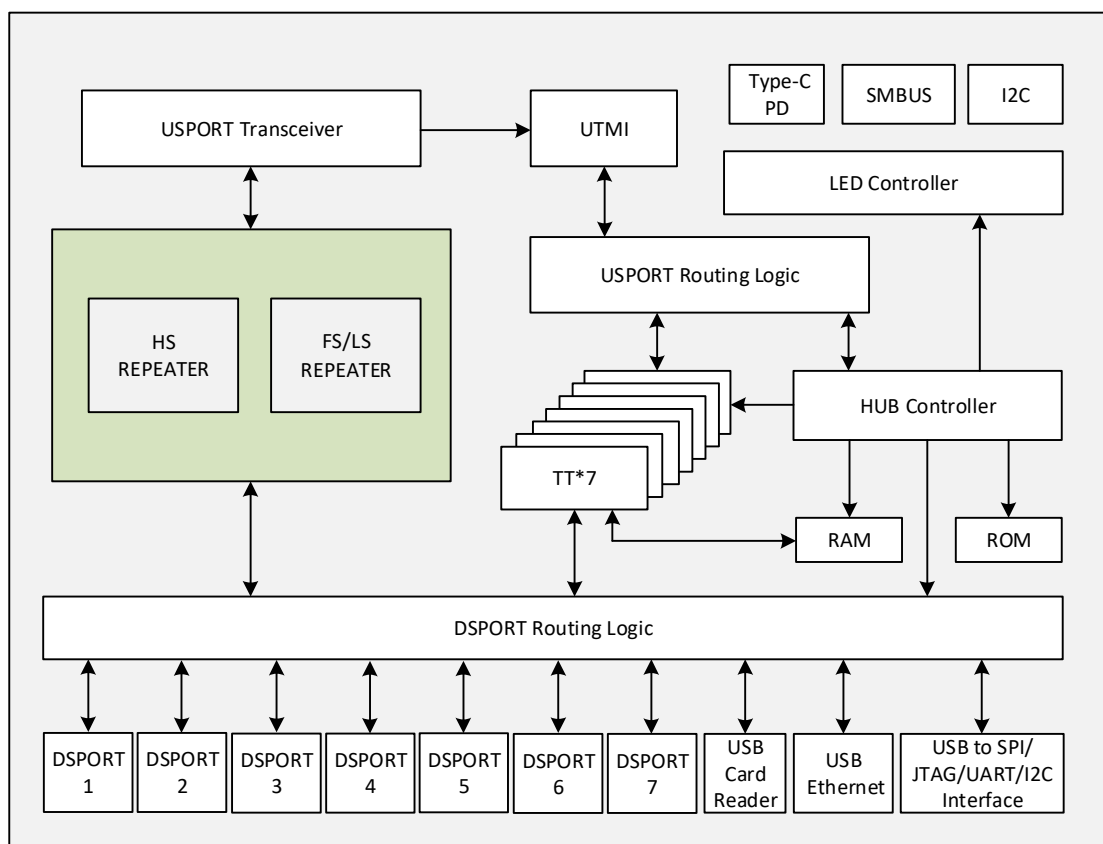 Type-C
PD
SMBUS
I2C
USPORT Transceiver
UTMI
LED Controller
USPORT Routing Logic
HS
REPEATER
FS/LS
REPEATER
HUB Controller
TT*7
RAM
ROM
DSPORT Routing Logic
DSPORT
1
DSPORT
2
DSPORT
3
DSPORT
4
DSPORT
5
DSPORT
6
DSPORT
7
USB
Card
Reader
USB
Ethernet
USB to SPI/
JTAG/UART/I2C
Interface